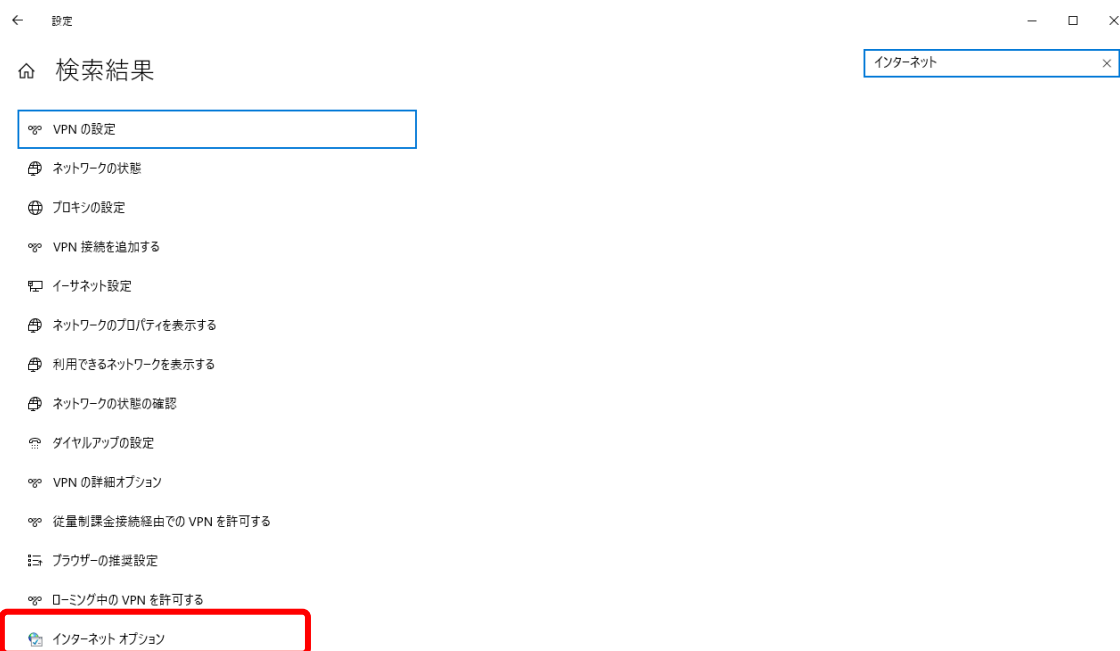 設定
検索結果
インターネット
VPN の設定
ネットワークの状態
プロキシの設定
VPN 接続を追加する
イーサネット設定
ネットワークのプロパティを表示する
利用できるネットワークを表示する
ネットワークの状態の確認
ダイヤルアップの設定
VPN の詳細オプション
従量制課金接続経由での VPN を許可する
ブラウザーの推奨設定
ローミング中の VPN を許可する
インターネット オプション